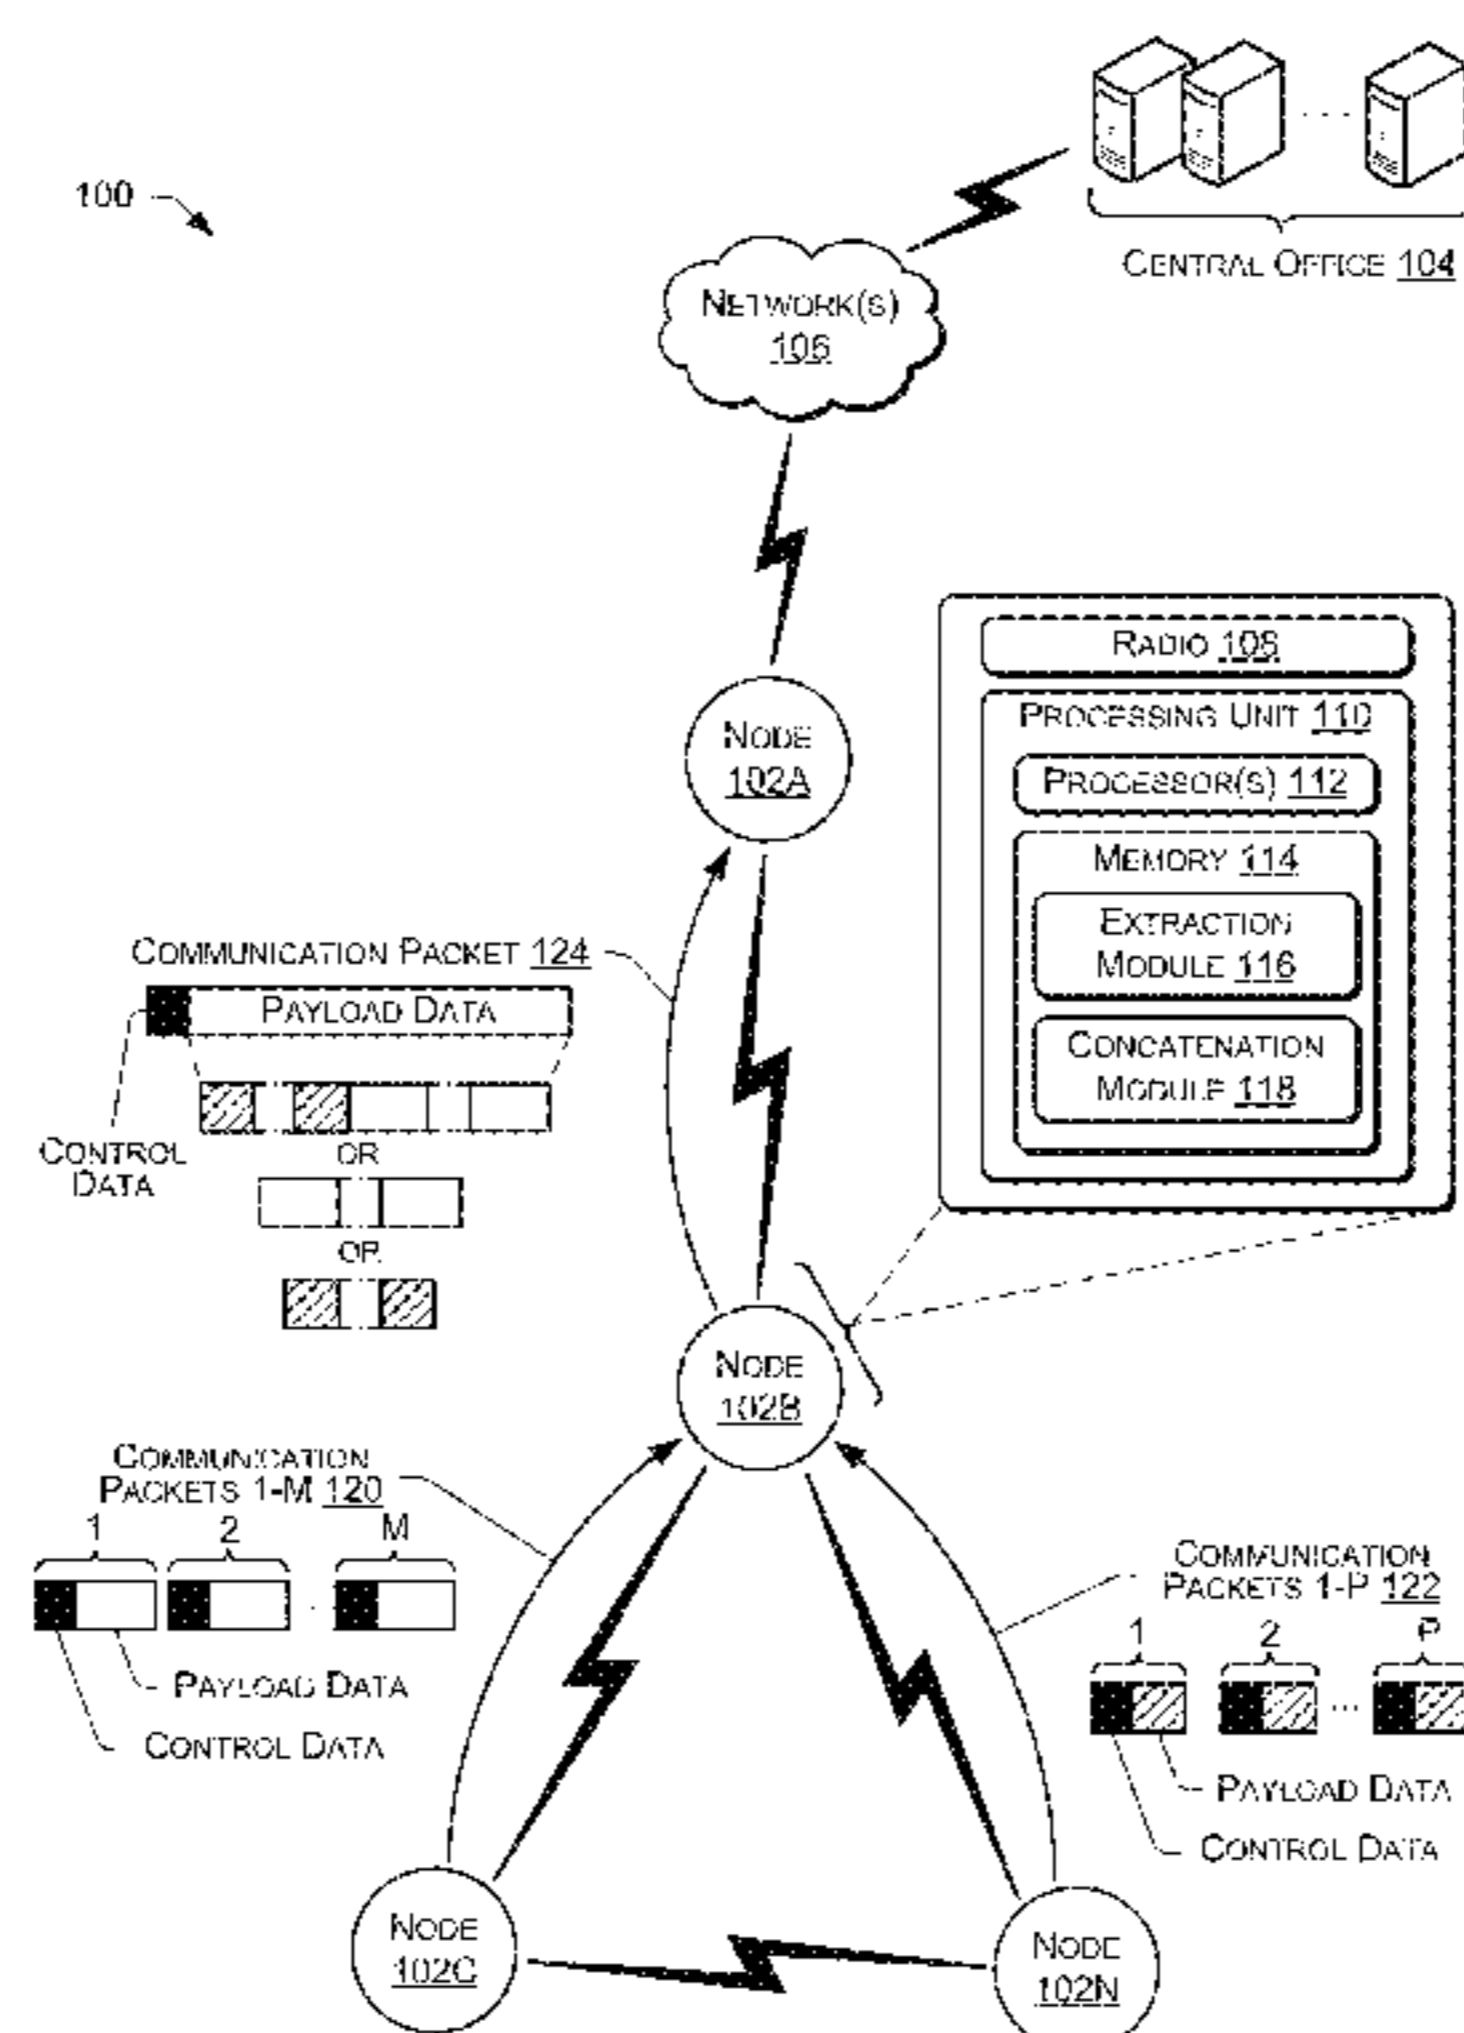 100
CENTRAL OFFICE 104
NETWORK(S)
106
RADIO 108
PROCESSING UNIT 110
PROCESSOR(S) 112
MEMORY 114
EXTRACTION
MODULE 116
CONCATENATION
MODULE 118
NODE
102A
COMMUNICATION PACKET 124
PAYLOAD DATA
CONTROL
DATA
OR
OR
NODE
102B
COMMUNICATION
PACKETS 1-M 120
1 2 M
PAYLOAD DATA
CONTROL DATA
COMMUNICATION
PACKETS 1-P 122
1 2 ... P
PAYLOAD DATA
CONTROL DATA
NODE
102C
NODE
102N